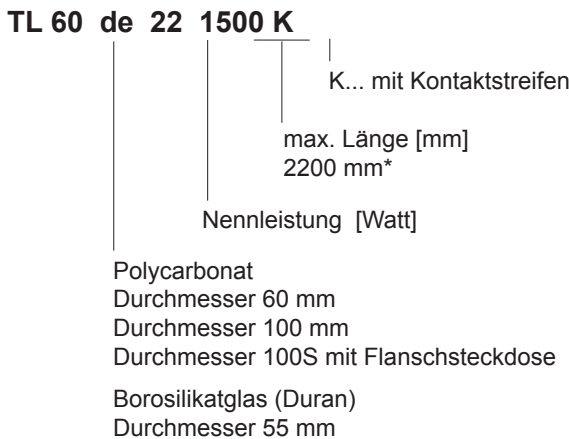 TL 60 de 22 1500 K
K... mit Kontaktstreifen
max. Länge [mm]
2200 mm*
Nennleistung [Watt]
Polycarbonat
Durchmesser 60 mm
Durchmesser 100 mm
Durchmesser 100S mit Flanschsteckdose
Borosilikatglas (Duran)
Durchmesser 55 mm